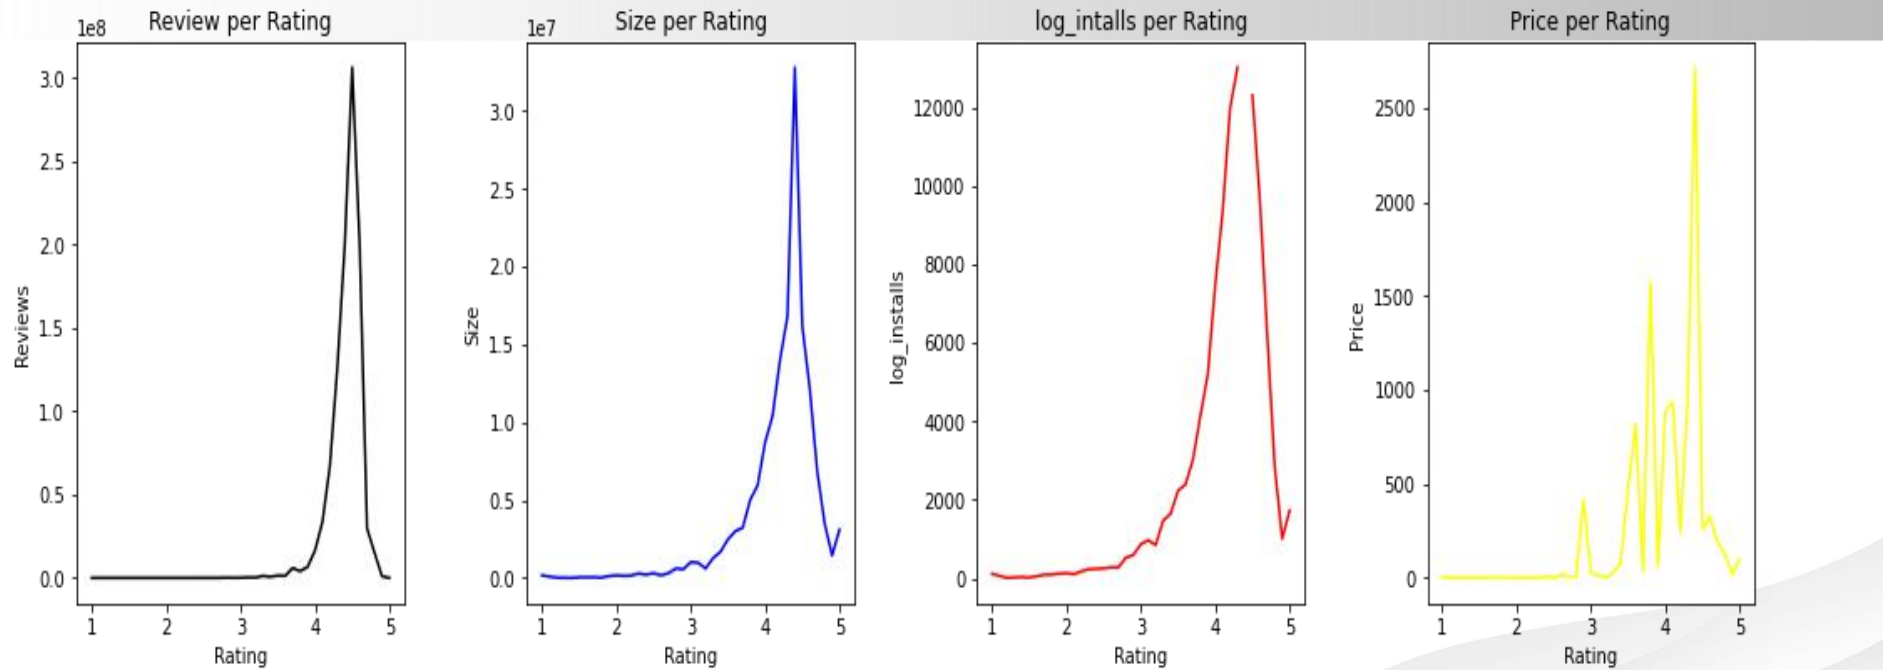 Review per Rating
1e8
3.0
2.5
2.0
1.5
1.0
0.5
0.0
Reviews
1 2 3 4 5
Rating
Size per Rating
1e7
3.0
2.5
2.0
1.5
1.0
0.5
0.0
Size
1 2 3 4 5
Rating
log_intalls per Rating
12000
10000
8000
6000
4000
2000
0
log_installs
1 2 3 4 5
Rating
Price per Rating
2500
2000
1500
1000
500
0
Price
1 2 3 4 5
Rating